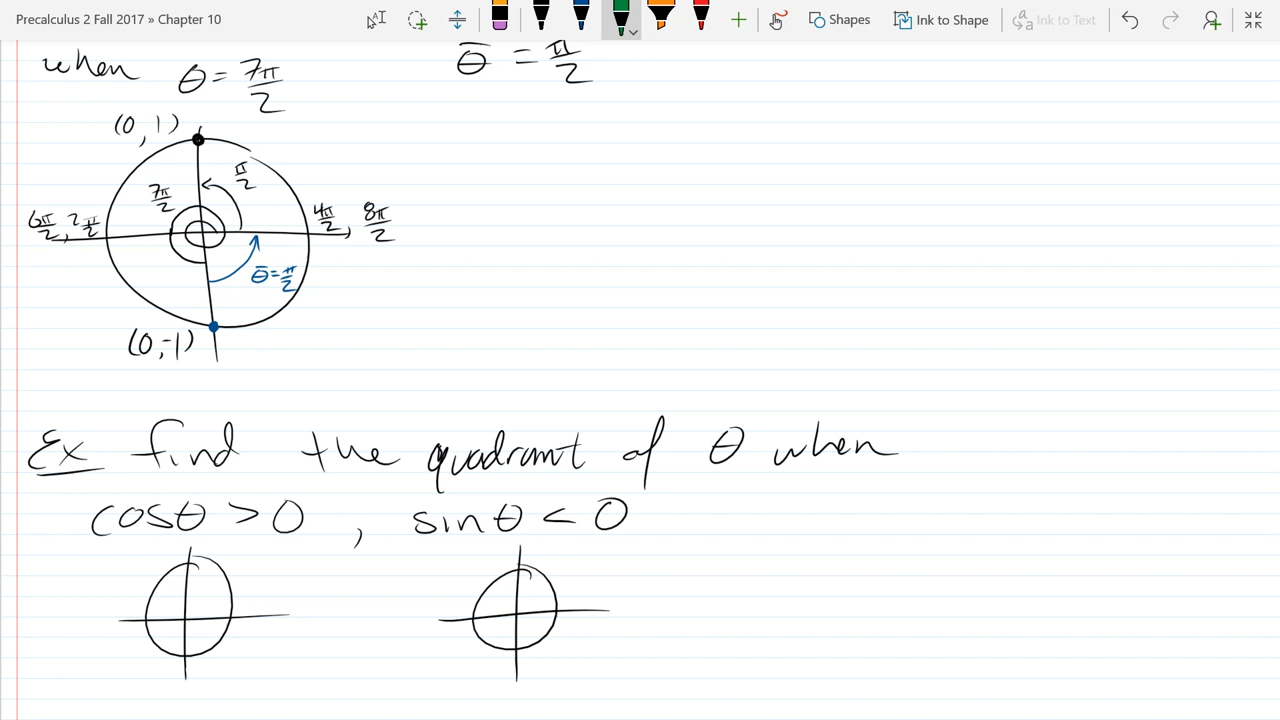 Precalculus 2 Fall 2017 » Chapter 10
Shapes
Ink to Shape
Ink to Text
when θ = 7π/2
θ̄ = π/2
(0, 1)
π/2
7π/2
6π/2, 2π/2
4π/2, 8π/2
θ̄ = π/2
(0, -1)
Ex find the quadrant of θ when
cosθ > 0 , sinθ < 0